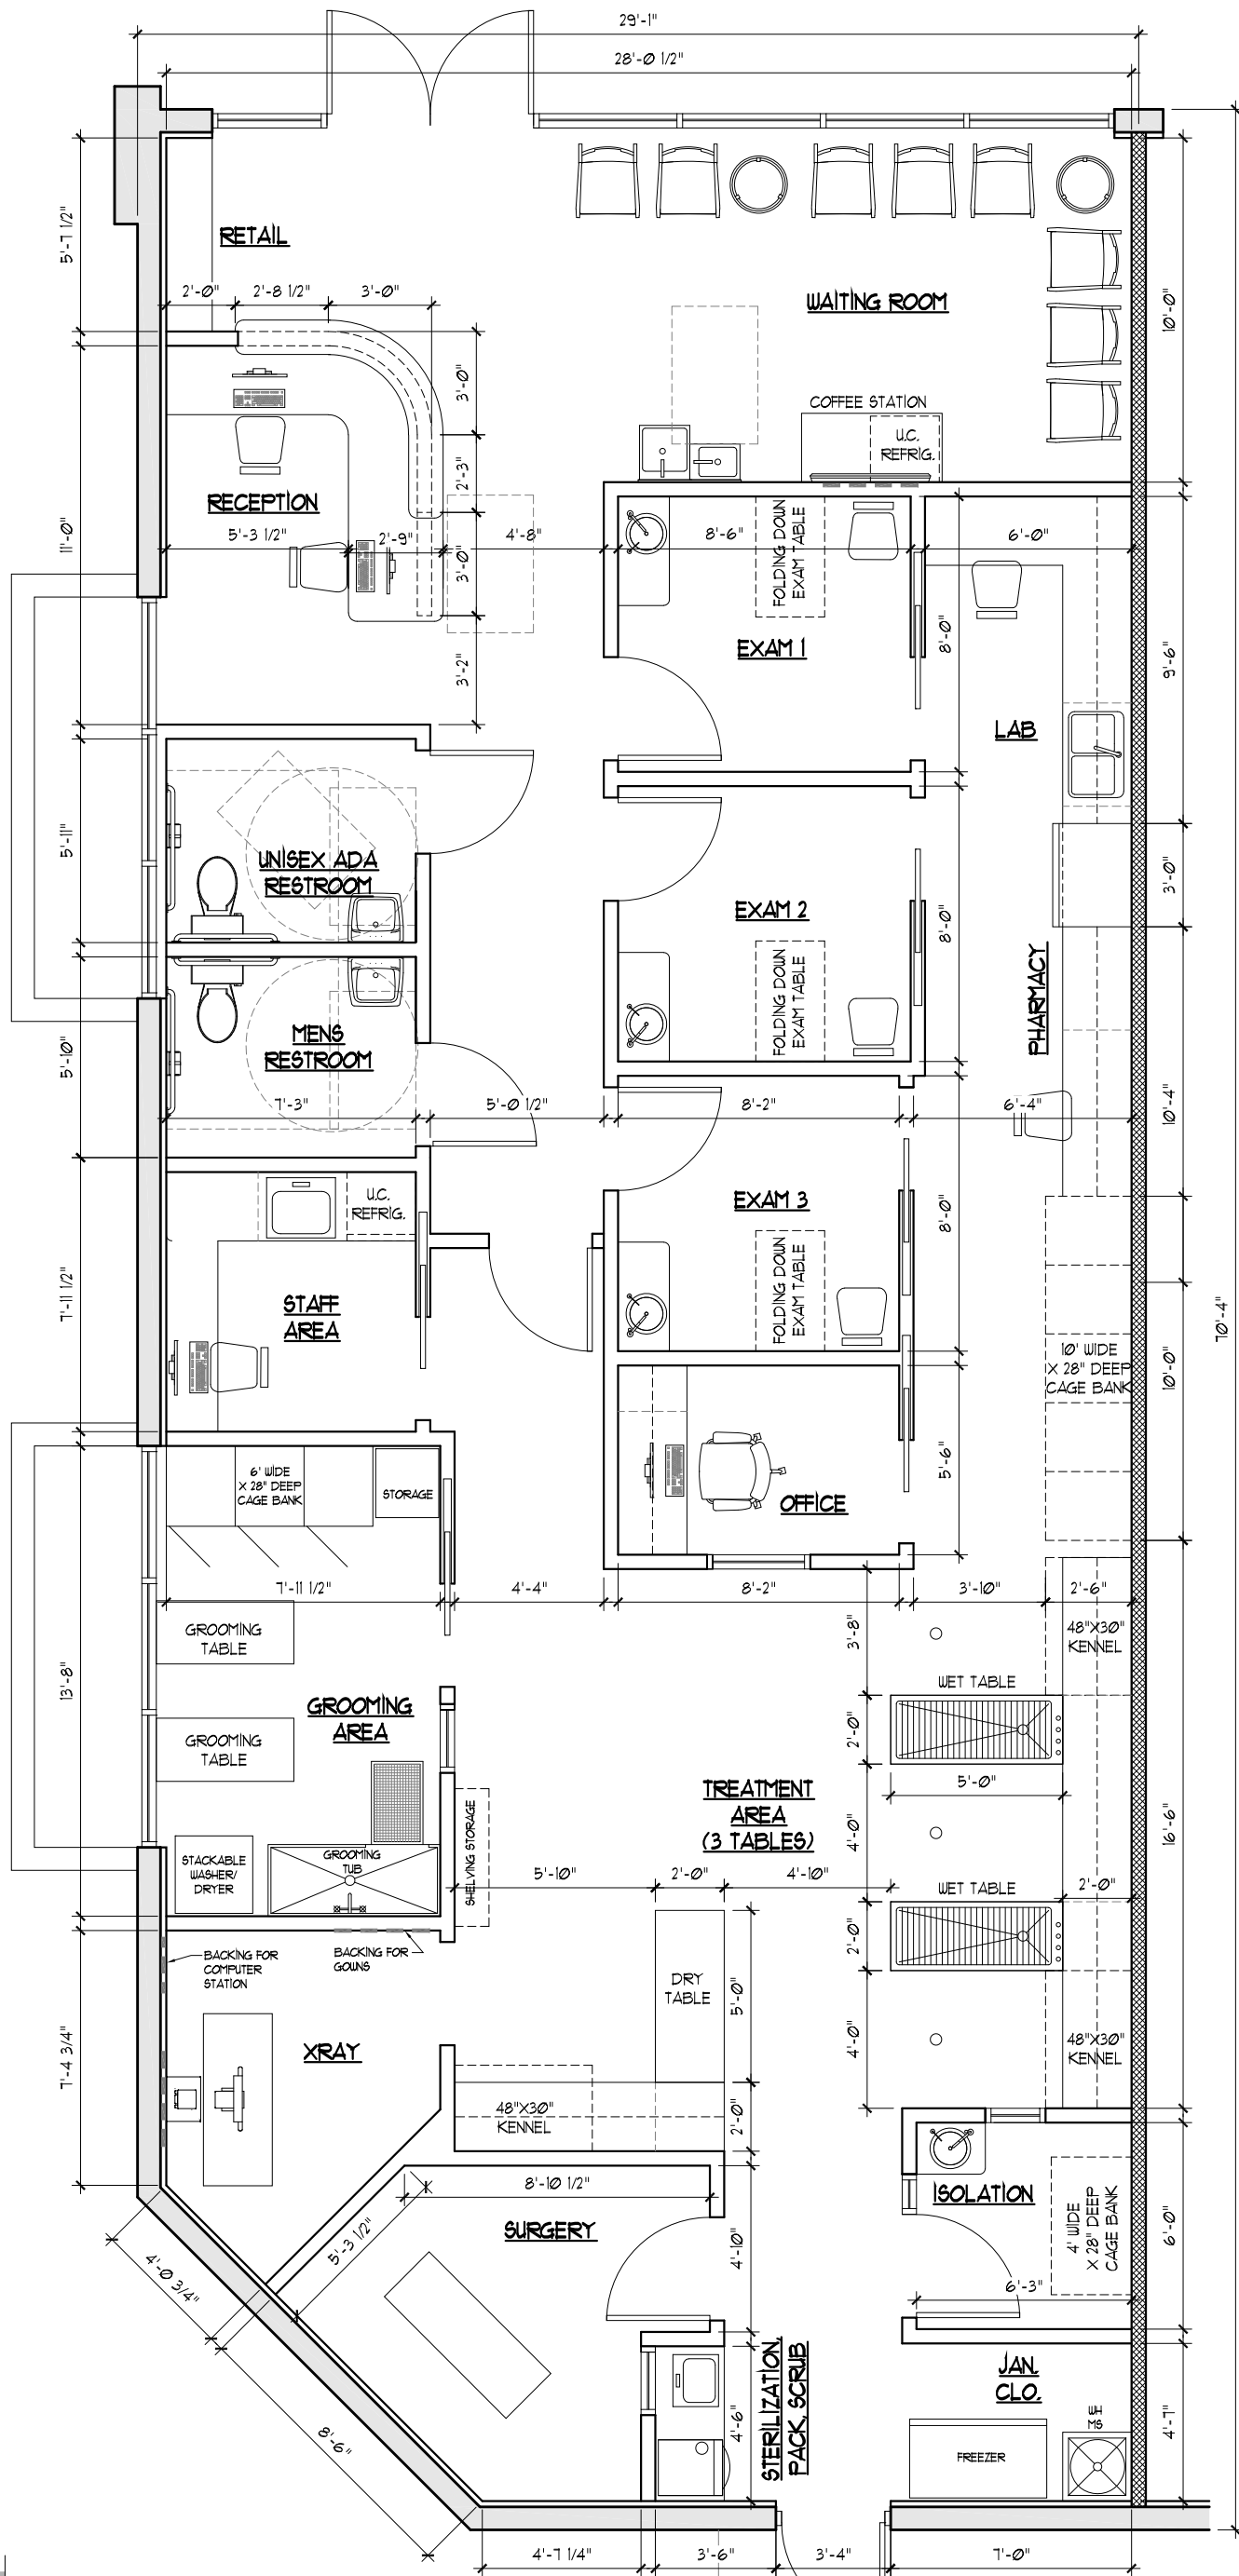 29'-1"
28'-0 1/2"
5'-7 1/2"
RETAIL
2'-0"
2'-8 1/2"
3'-0"
WAITING ROOM
10'-0"
3'-0"
COFFEE STATION
U.C.
REFRIG.
2'-3"
RECEPTION
11'-0"
5'-3 1/2"
2'-9"
4'-8"
8'-6"
6'-0"
FOLDING DOWN
EXAM TABLE
3'-0"
EXAM 1
8'-0"
9'-6"
3'-2"
LAB
5'-11"
UNISEX ADA
RESTROOM
3'-0"
EXAM 2
8'-0"
FOLDING DOWN
EXAM TABLE
PHARMACY
MENS
RESTROOM
5'-10"
7'-3"
5'-0 1/2"
8'-2"
6'-4"
10'-4"
U.C.
REFRIG.
EXAM 3
8'-0"
FOLDING DOWN
EXAM TABLE
STAFF
AREA
7'-11 1/2"
70'-4"
10' WIDE
X 28" DEEP
CAGE BANK
10'-0"
6' WIDE
X 28" DEEP
CAGE BANK
STORAGE
5'-6"
OFFICE
7'-11 1/2"
4'-4"
8'-2"
3'-10"
2'-6"
GROOMING
TABLE
3'-8"
48"X30"
KENNEL
13'-8"
WET TABLE
GROOMING
AREA
GROOMING
TABLE
2'-0"
5'-0"
TREATMENT
AREA
(3 TABLES)
4'-0"
16'-6"
SHELVING STORAGE
STACKABLE
WASHER/
DRYER
GROOMING
TUB
5'-10"
2'-0"
4'-10"
WET TABLE
2'-0"
2'-0"
BACKING FOR
COMPUTER
STATION
BACKING FOR
GOWNS
DRY
TABLE
5'-0"
7'-4 3/4"
XRAY
4'-0"
48"X30"
KENNEL
48"X30"
KENNEL
2'-0"
8'-10 1/2"
ISOLATION
4' WIDE
X 28" DEEP
CAGE BANK
6'-0"
SURGERY
5'-3 1/2"
4'-10"
4'-0 3/4"
6'-3"
STERILIZATION,
PACK, SCRUB
JAN.
CLO.
4'-6"
WH
MS
4'-7"
8'-6"
FREEZER
4'-7 1/4"
3'-6"
3'-4"
7'-0"